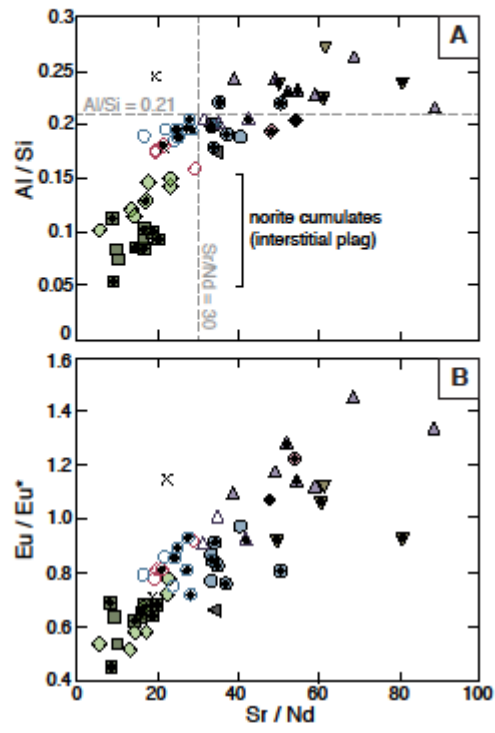 0.3
A
0.25
Al/Si = 0.21
0.2
Al / Si
0.15
norite cumulates
(interstitial plag)
0.1
Sr/Nd = 30
0.05
0
1.6
B
1.4
1.2
Eu / Eu*
1.0
0.8
0.6
0.4
0 20 40 60 80 100
Sr / Nd